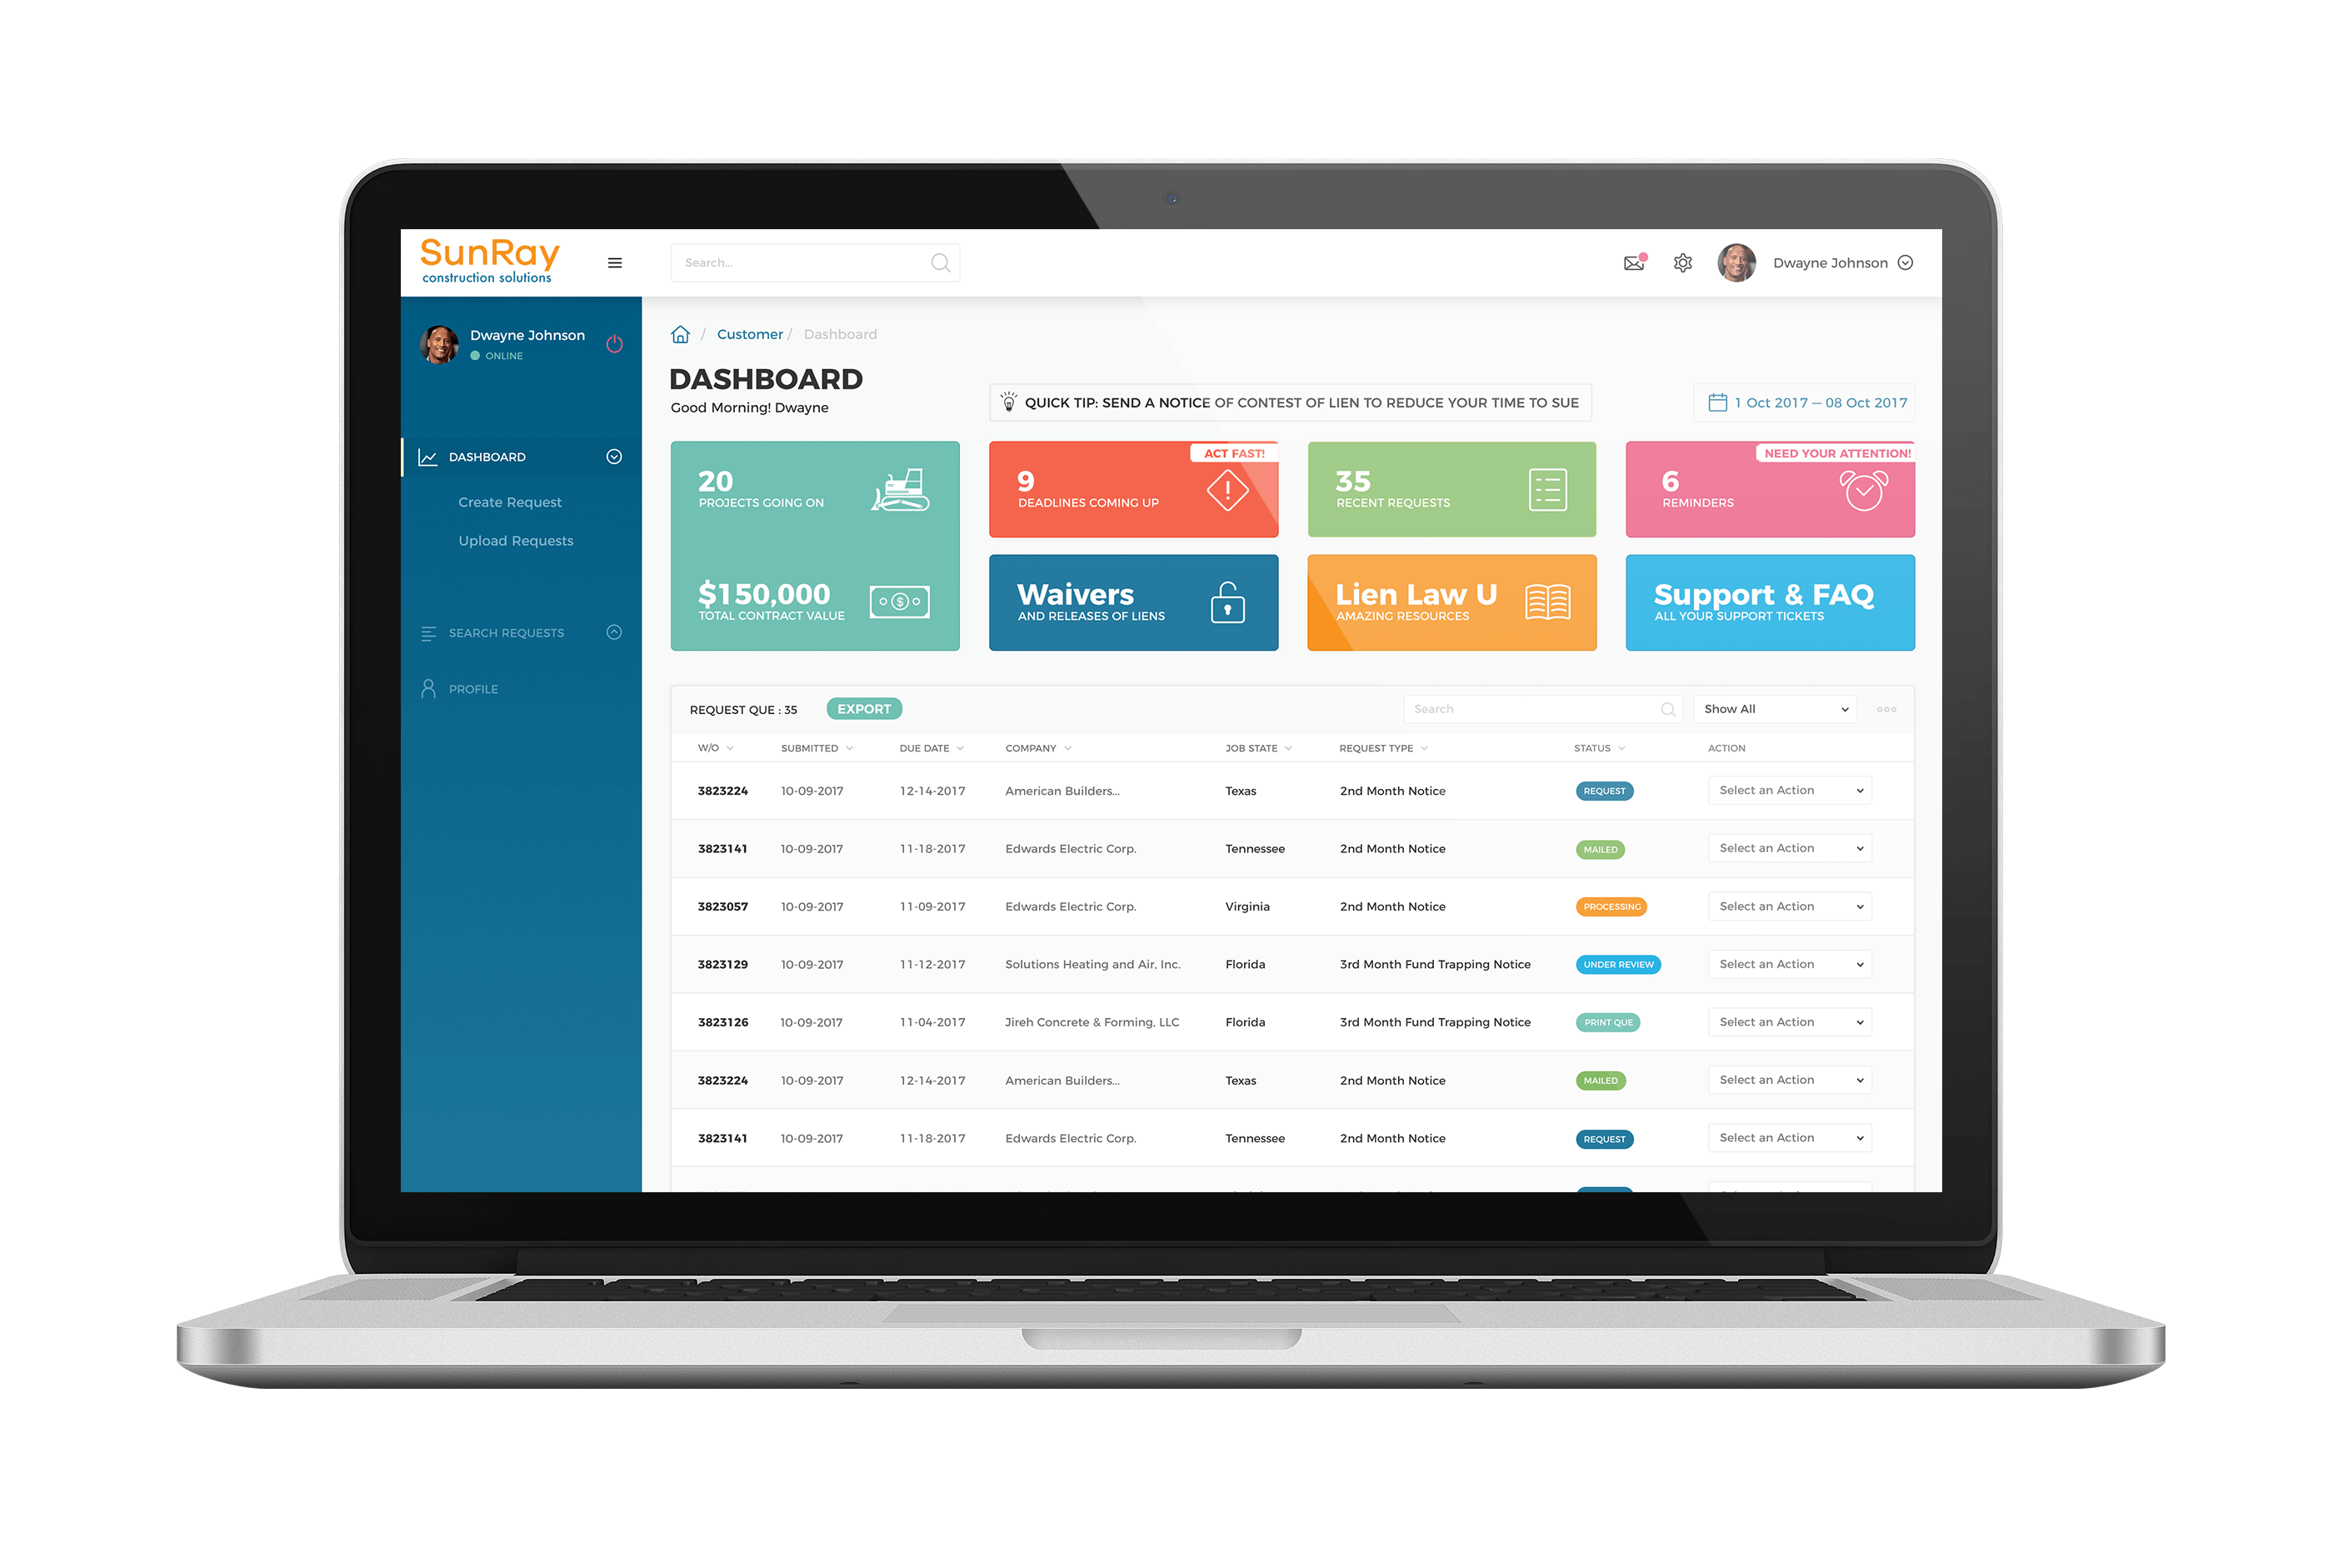 SunRay
construction solutions
Search...
Dwayne Johnson
Dwayne Johnson
ONLINE
DASHBOARD
Create Request
Upload Requests
SEARCH REQUESTS
PROFILE
/ Customer / Dashboard
DASHBOARD
Good Morning! Dwayne
QUICK TIP: SEND A NOTICE OF CONTEST OF LIEN TO REDUCE YOUR TIME TO SUE
1 Oct 2017 — 08 Oct 2017
20
PROJECTS GOING ON
$150,000
TOTAL CONTRACT VALUE
ACT FAST!
9
DEADLINES COMING UP
35
RECENT REQUESTS
NEED YOUR ATTENTION!
6
REMINDERS
Waivers
AND RELEASES OF LIENS
Lien Law U
AMAZING RESOURCES
Support & FAQ
ALL YOUR SUPPORT TICKETS
REQUEST QUE : 35 EXPORT Search Show All
W/O SUBMITTED DUE DATE COMPANY JOB STATE REQUEST TYPE STATUS ACTION
3823224 10-09-2017 12-14-2017 American Builders... Texas 2nd Month Notice REQUEST Select an Action
3823141 10-09-2017 11-18-2017 Edwards Electric Corp. Tennessee 2nd Month Notice MAILED Select an Action
3823057 10-09-2017 11-09-2017 Edwards Electric Corp. Virginia 2nd Month Notice PROCESSING Select an Action
3823129 10-09-2017 11-12-2017 Solutions Heating and Air, Inc. Florida 3rd Month Fund Trapping Notice UNDER REVIEW Select an Action
3823126 10-09-2017 11-04-2017 Jireh Concrete & Forming, LLC Florida 3rd Month Fund Trapping Notice PRINT QUE Select an Action
3823224 10-09-2017 12-14-2017 American Builders... Texas 2nd Month Notice MAILED Select an Action
3823141 10-09-2017 11-18-2017 Edwards Electric Corp. Tennessee 2nd Month Notice REQUEST Select an Action